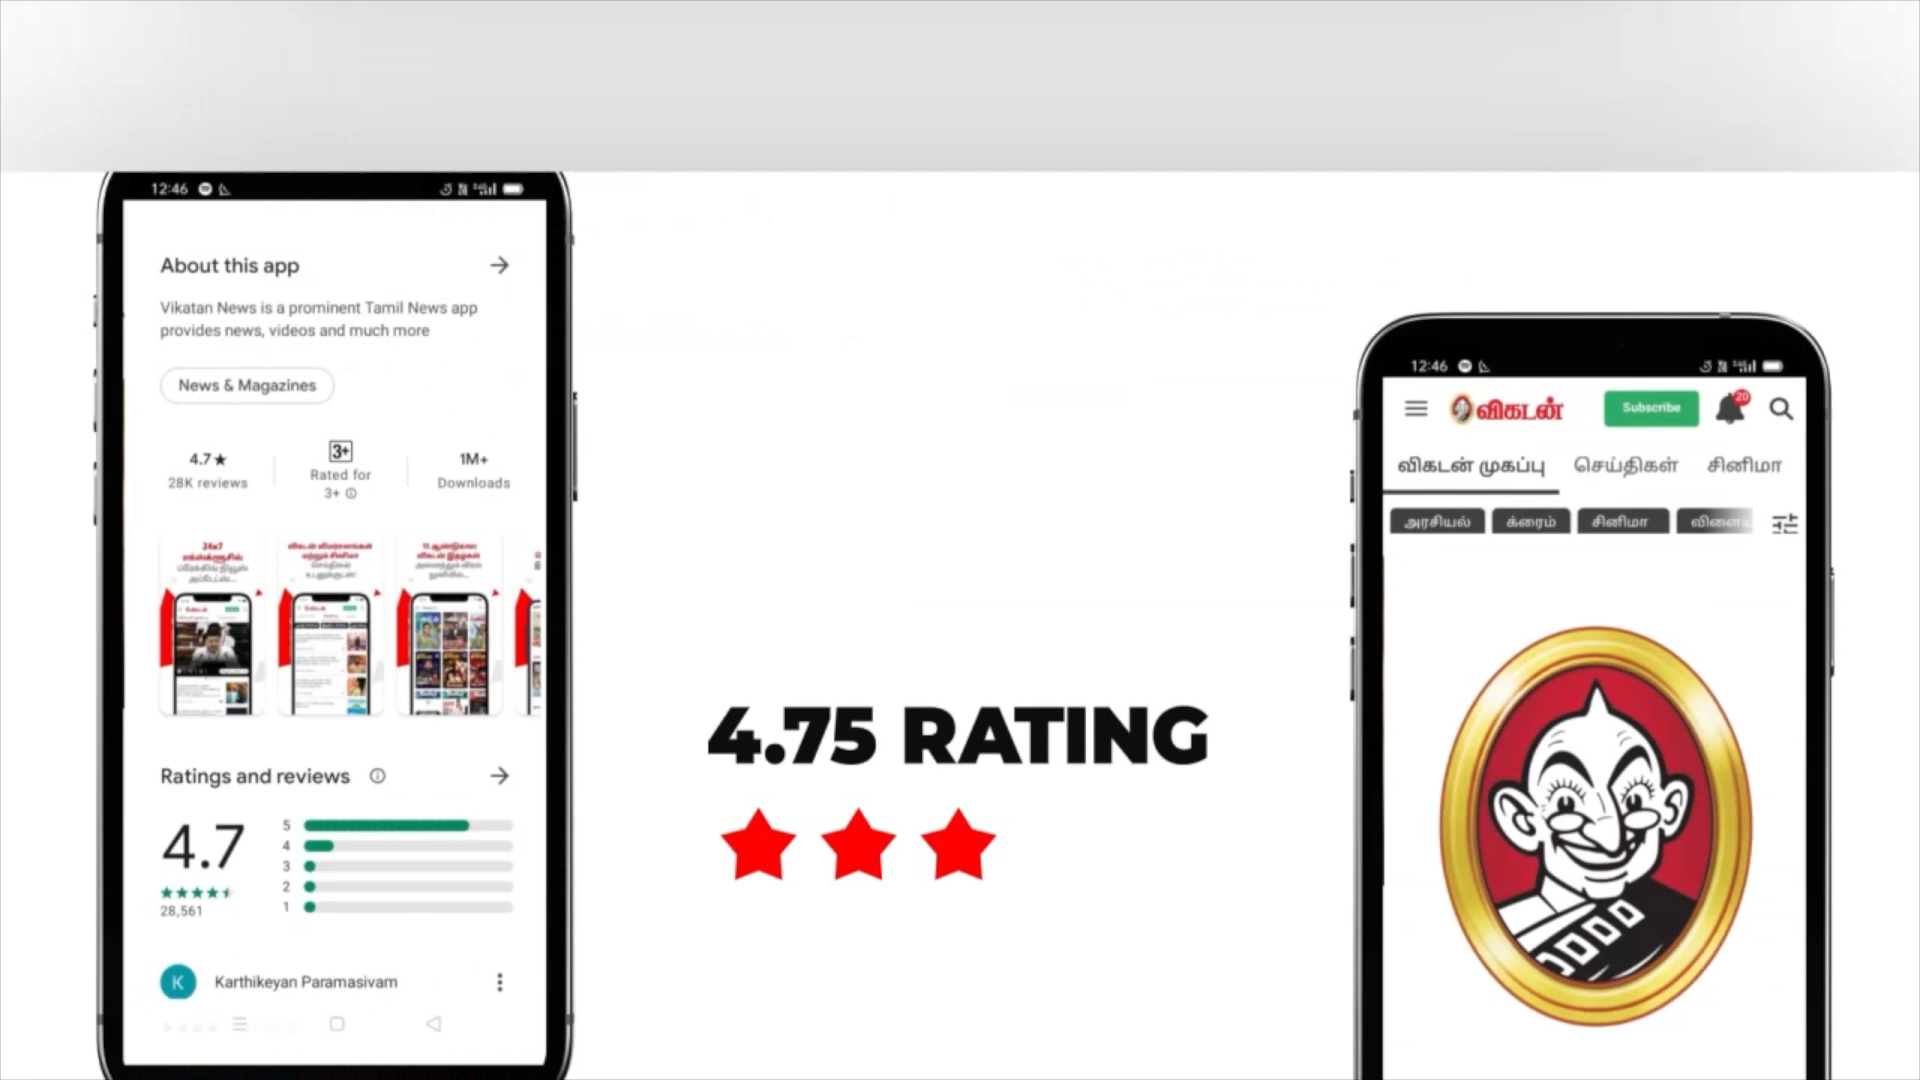 12:46
About this app
Vikatan News is a prominent Tamil News app
provides news, videos and much more
News & Magazines
4.7★
28K reviews
3+
Rated for
3+
1M+
Downloads
24x7
Ratings and reviews
4.7
28,561
5
4
3
2
1
K
Karthikeyan Paramasivam
4.75 RATING
12:46
விகடன்
Subscribe
20
விகடன் முகப்பு
செய்திகள்
சினிமா
அரசியல்
க்ரைம்
சினிமா